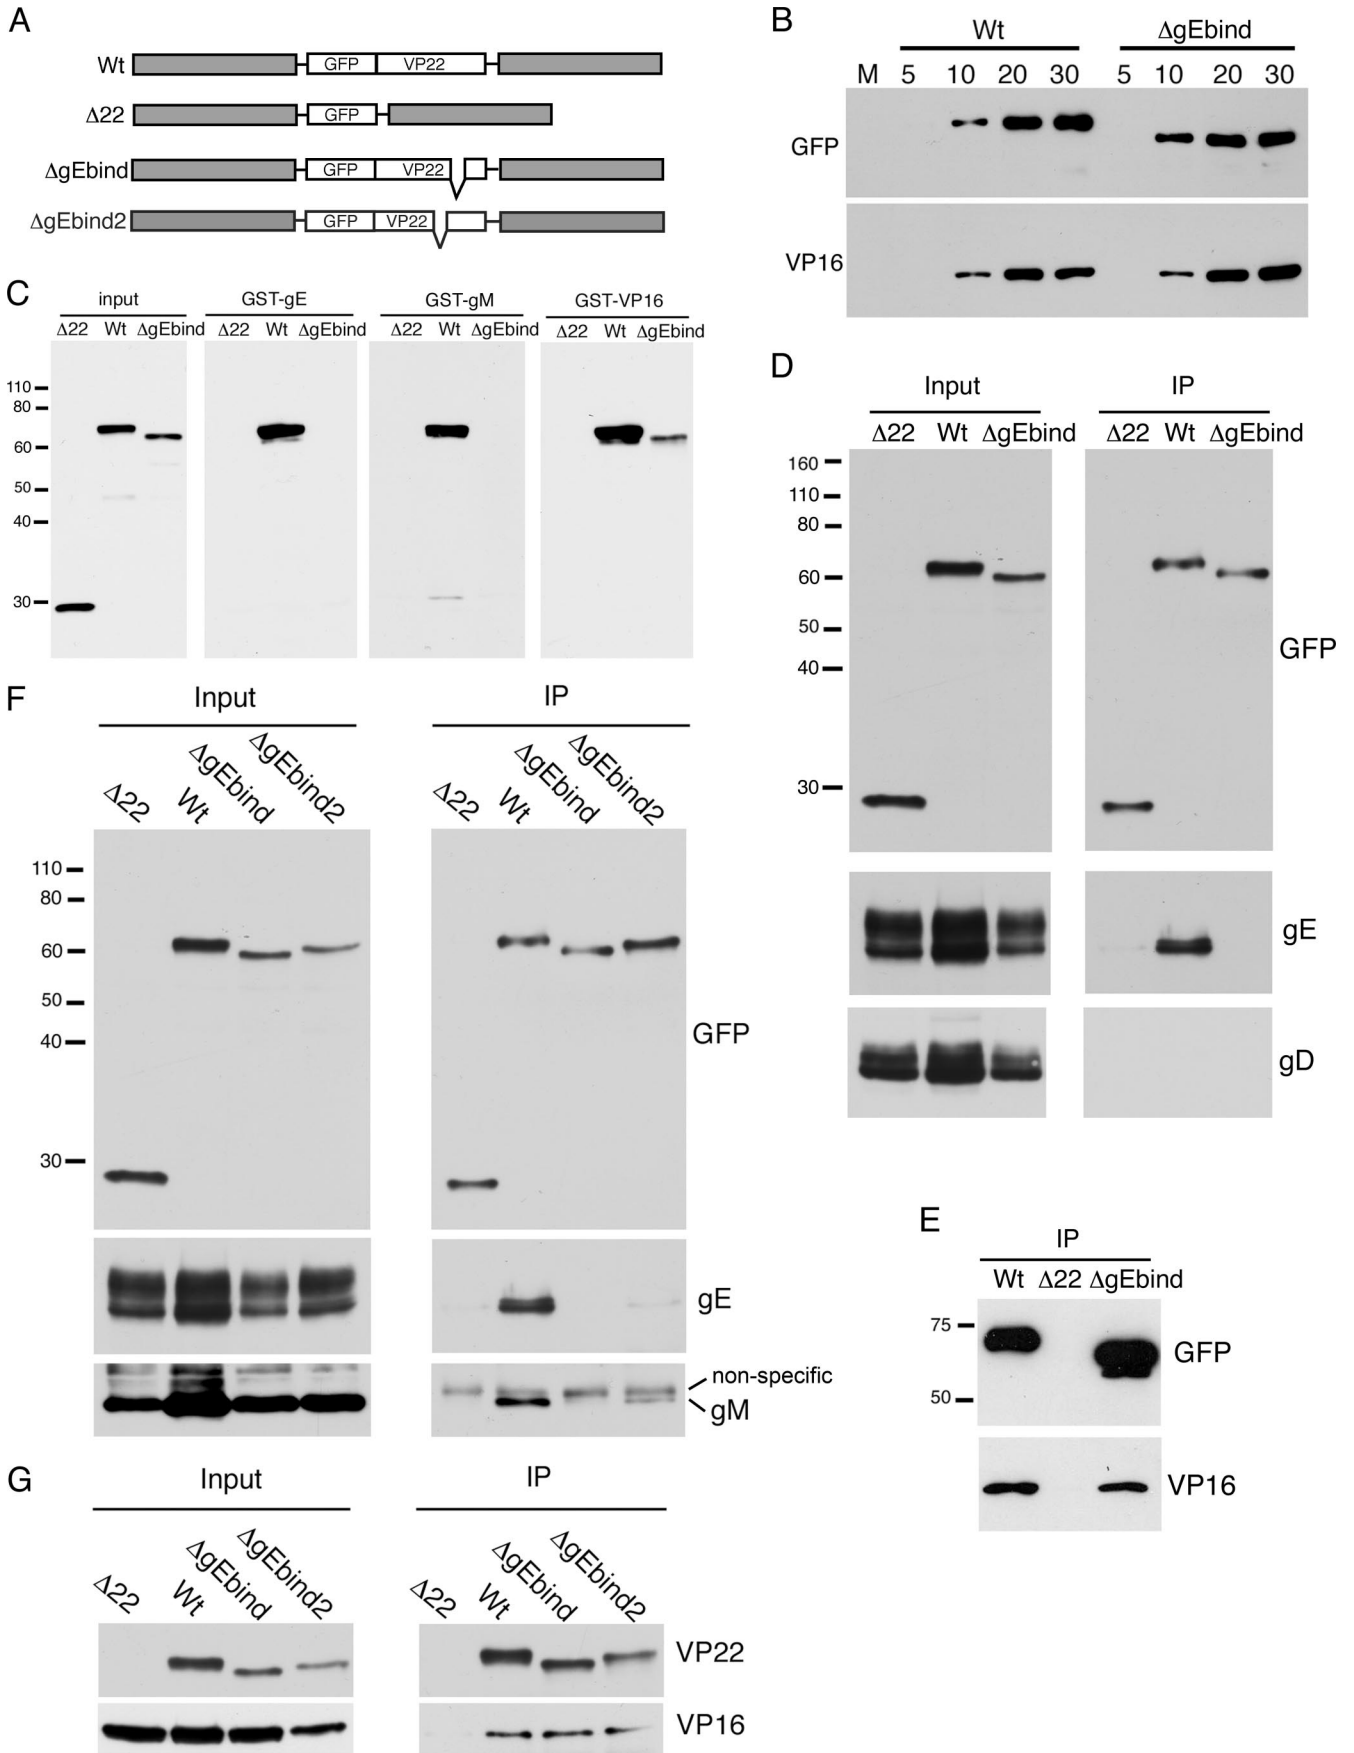 A
Wt GFP VP22
Δ22 GFP
ΔgEbind GFP VP22
ΔgEbind2 GFP VP22
B
Wt ΔgEbind
M 5 10 20 30 5 10 20 30
GFP
VP16
C
input GST-gE GST-gM GST-VP16
Δ22 Wt ΔgEbind Δ22 Wt ΔgEbind Δ22 Wt ΔgEbind Δ22 Wt ΔgEbind
110
80
60
50
40
30
D
Input IP
Δ22 Wt ΔgEbind Δ22 Wt ΔgEbind
160
110
80
60
50
40
30
GFP
gE
gD
E
IP
Wt Δ22 ΔgEbind
75
50
GFP
VP16
F
Input IP
Δ22 Wt ΔgEbind ΔgEbind2 Δ22 Wt ΔgEbind ΔgEbind2
110
80
60
50
40
30
GFP
gE
non-specific
gM
G
Input IP
Δ22 Wt ΔgEbind ΔgEbind2 Δ22 Wt ΔgEbind ΔgEbind2
VP22
VP16